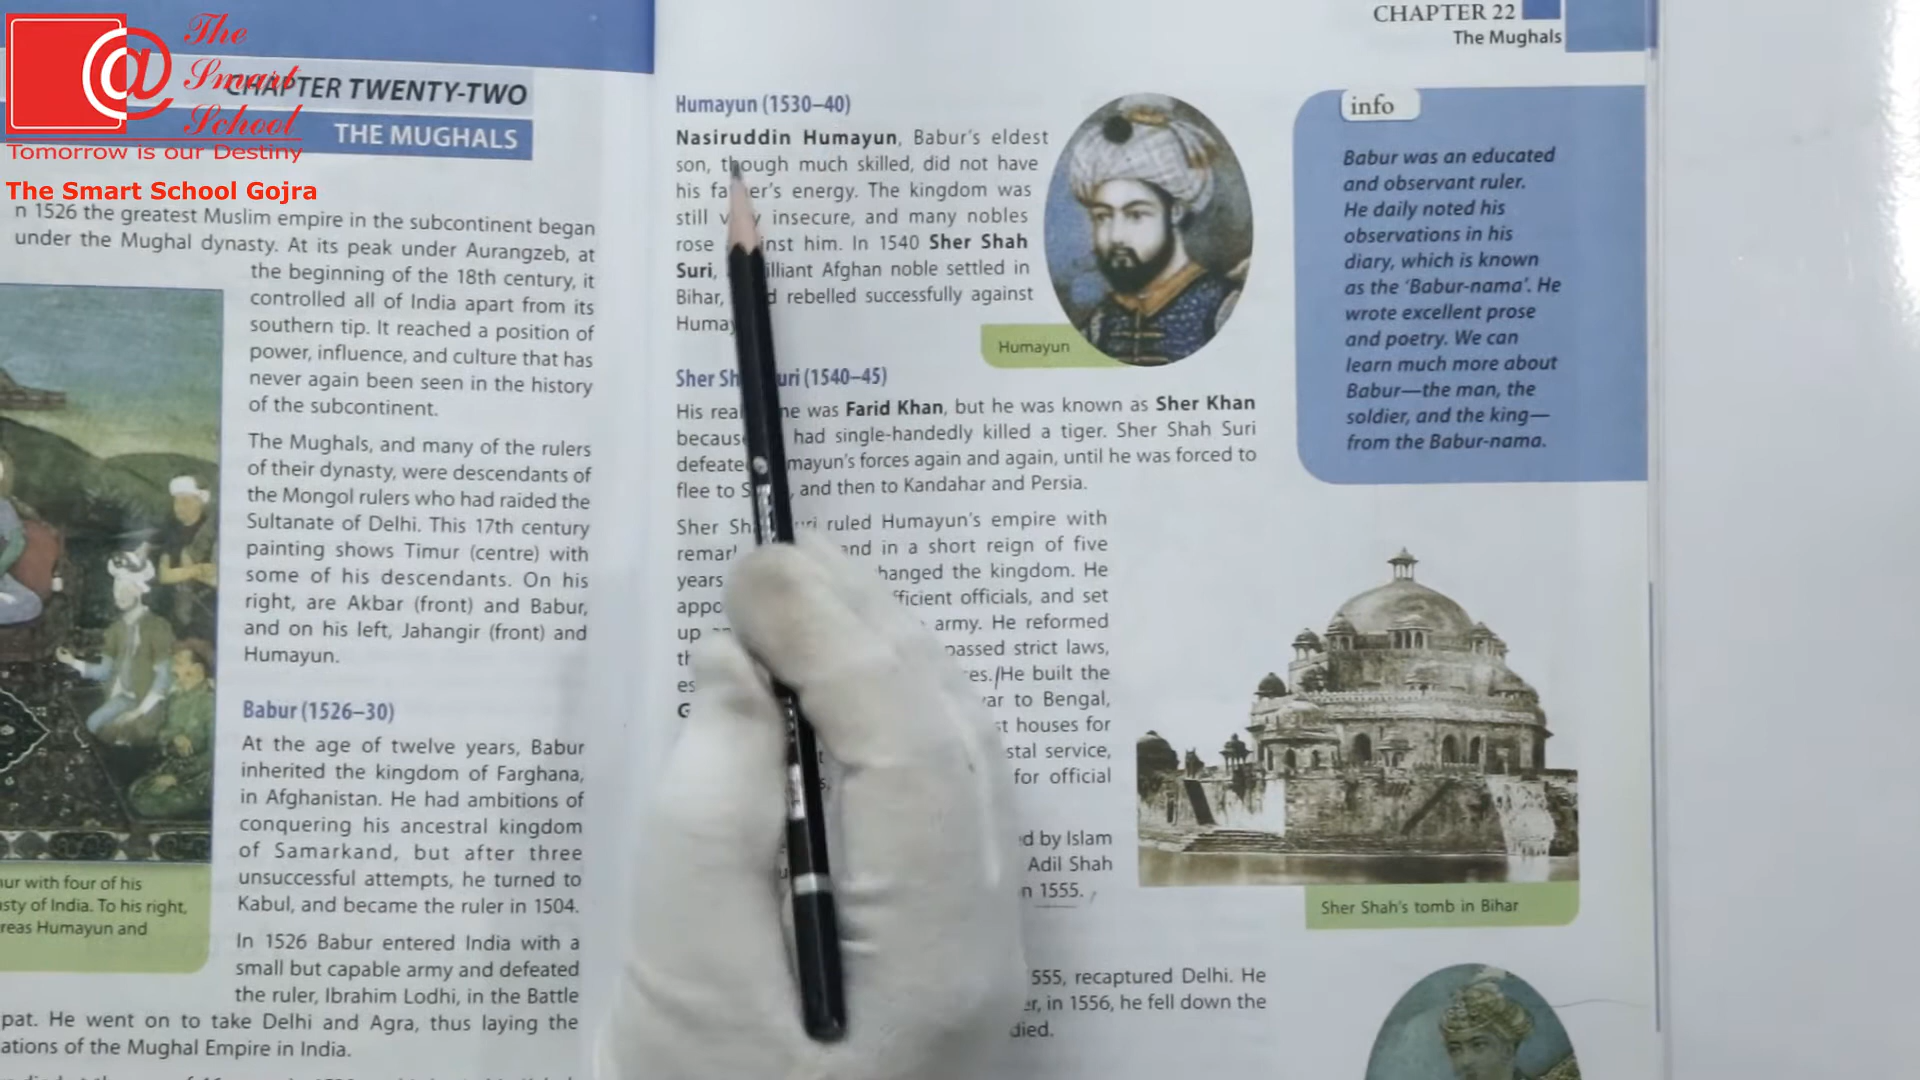 The
Smart
School
Tomorrow is our Destiny
The Smart School Gojra
CHAPTER TWENTY-TWO
THE MUGHALS
n 1526 the greatest Muslim empire in the subcontinent began
under the Mughal dynasty. At its peak under Aurangzeb, at
the beginning of the 18th century, it
controlled all of India apart from its
southern tip. It reached a position of
power, influence, and culture that has
never again been seen in the history
of the subcontinent.
The Mughals, and many of the rulers
of their dynasty, were descendants of
the Mongol rulers who had raided the
Sultanate of Delhi. This 17th century
painting shows Timur (centre) with
some of his descendants. On his
right, are Akbar (front) and Babur,
and on his left, Jahangir (front) and
Humayun.
ur with four of his
sty of India. To his right,
reas Humayun and
Babur (1526–30)
At the age of twelve years, Babur
inherited the kingdom of Farghana,
in Afghanistan. He had ambitions of
conquering his ancestral kingdom
of Samarkand, but after three
unsuccessful attempts, he turned to
Kabul, and became the ruler in 1504.
In 1526 Babur entered India with a
small but capable army and defeated
the ruler, Ibrahim Lodhi, in the Battle
pat. He went on to take Delhi and Agra, thus laying the
ations of the Mughal Empire in India.
CHAPTER 22
The Mughals
Humayun (1530–40)
Nasiruddin Humayun, Babur's eldest
son, though much skilled, did not have
his fa er's energy. The kingdom was
still v y insecure, and many nobles
rose inst him. In 1540 Sher Shah
Suri, illiant Afghan noble settled in
Bihar, d rebelled successfully against
Huma
Humayun
Sher Sh uri (1540–45)
His real ne was Farid Khan, but he was known as Sher Khan
because had single-handedly killed a tiger. Sher Shah Suri
defeate mayun's forces again and again, until he was forced to
flee to S , and then to Kandahar and Persia.
Sher Sha uri ruled Humayun's empire with
remar and in a short reign of five
years hanged the kingdom. He
appo fficient officials, and set
up army. He reformed
th passed strict laws,
es es. He built the
G ar to Bengal,
st houses for
stal service,
for official
d by Islam
Adil Shah
n 1555.
555, recaptured Delhi. He
er, in 1556, he fell down the
died.
info
Babur was an educated
and observant ruler.
He daily noted his
observations in his
diary, which is known
as the 'Babur-nama'. He
wrote excellent prose
and poetry. We can
learn much more about
Babur—the man, the
soldier, and the king—
from the Babur-nama.
Sher Shah's tomb in Bihar